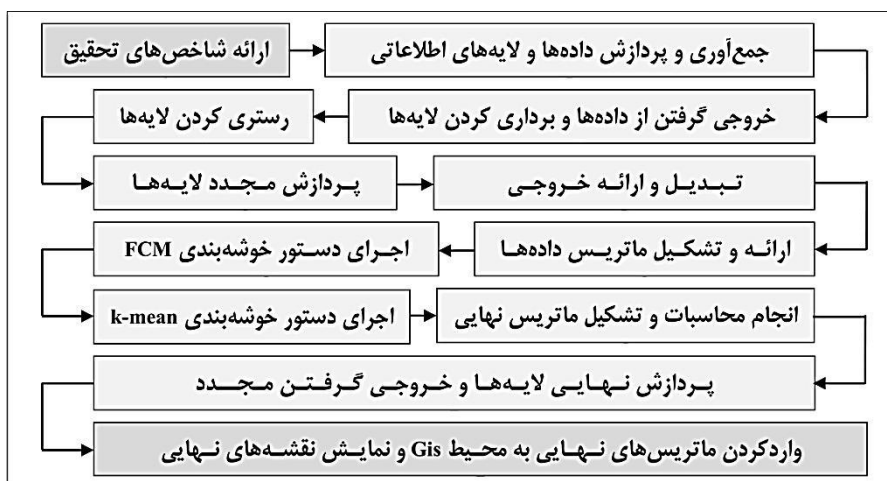 ارائه شاخص‌های تحقیق
جمع‌آوری و پردازش داده‌ها و لایه‌های اطلاعاتی
خروجی گرفتن از داده‌ها و برداری کردن لایه‌ها
رستری کردن لایه‌ها
پردازش مجدد لایه‌ها
تبدیل و ارائه خروجی
ارائه و تشکیل ماتریس داده‌ها
اجرای دستور خوشه‌بندی FCM
اجرای دستور خوشه‌بندی k-mean
انجام محاسبات و تشکیل ماتریس نهایی
پردازش نهایی لایه‌ها و خروجی گرفتن مجدد
واردکردن ماتریس‌های نهایی به محیط Gis و نمایش نقشه‌های نهایی